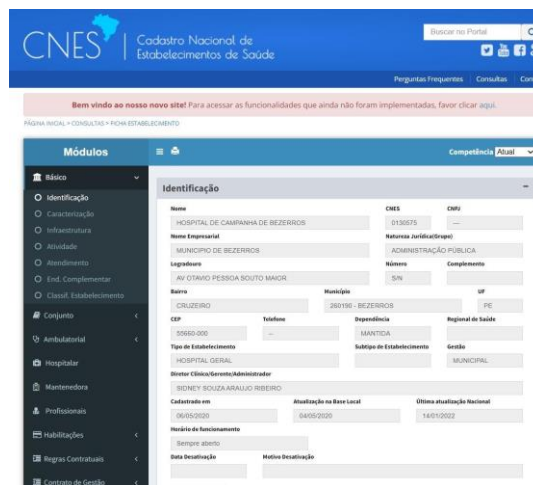 CNES
Cadastro Nacional de
Estabelecimentos de Saúde
Buscar no Portal
Perguntas Frequentes Consultas
Bem vindo ao nosso novo site! Para acessar as funcionalidades que ainda não foram implementadas, favor clicar aqui.
PÁGINA INICIAL > CONSULTAS > FICHA ESTABELECIMENTO
Módulos
Competência Atual
Básico
Identificação
Caracterização
Infraestrutura
Atividade
Atendimento
End. Complementar
Classif. Estabelecimento
Conjunto
Ambulatorial
Hospitalar
Mantenedora
Profissionais
Habilitações
Regras Contratuais
Contrato de Gestão
Identificação
Nome CNES CNPJ
HOSPITAL DE CAMPANHA DE BEZERROS 0130575 ---
Nome Empresarial Natureza Jurídica(Grupo)
MUNICIPIO DE BEZERROS ADMINISTRAÇÃO PÚBLICA
Logradouro Número Complemento
AV OTAVIO PESSOA SOUTO MAIOR S/N
Bairro Município UF
CRUZEIRO 260190 - BEZERROS PE
CEP Telefone Dependência Regional de Saúde
55660-000 -- MANTIDA
Tipo de Estabelecimento Subtipo de Estabelecimento Gestão
HOSPITAL GERAL MUNICIPAL
Diretor Clínico/Gerente/Administrador
SIDNEY SOUZA ARAUJO RIBEIRO
Cadastrado em Atualização na Base Local Última atualização Nacional
06/05/2020 04/05/2020 14/01/2022
Horário de funcionamento
Sempre aberto
Data Desativação Motivo Desativação